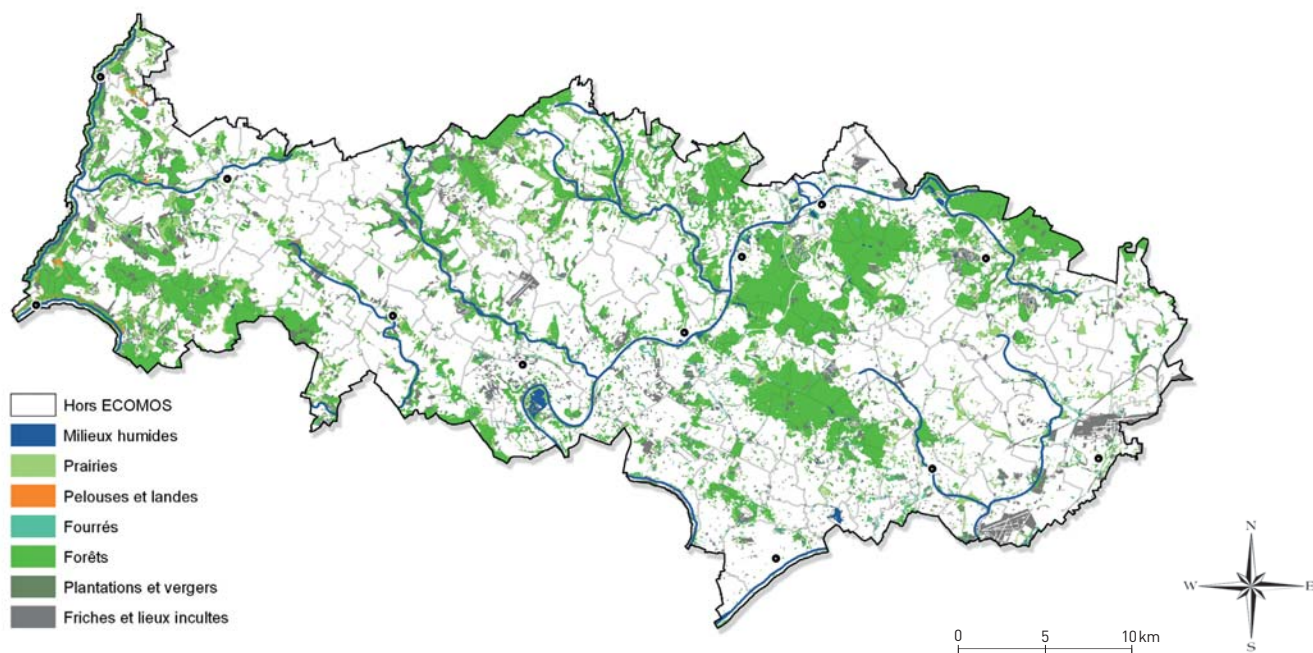 Hors ECOMOS
Milieux humides
Prairies
Pelouses et landes
Fourrés
Forêts
Plantations et vergers
Friches et lieux incultes
N
W
E
S
0 5 10 km